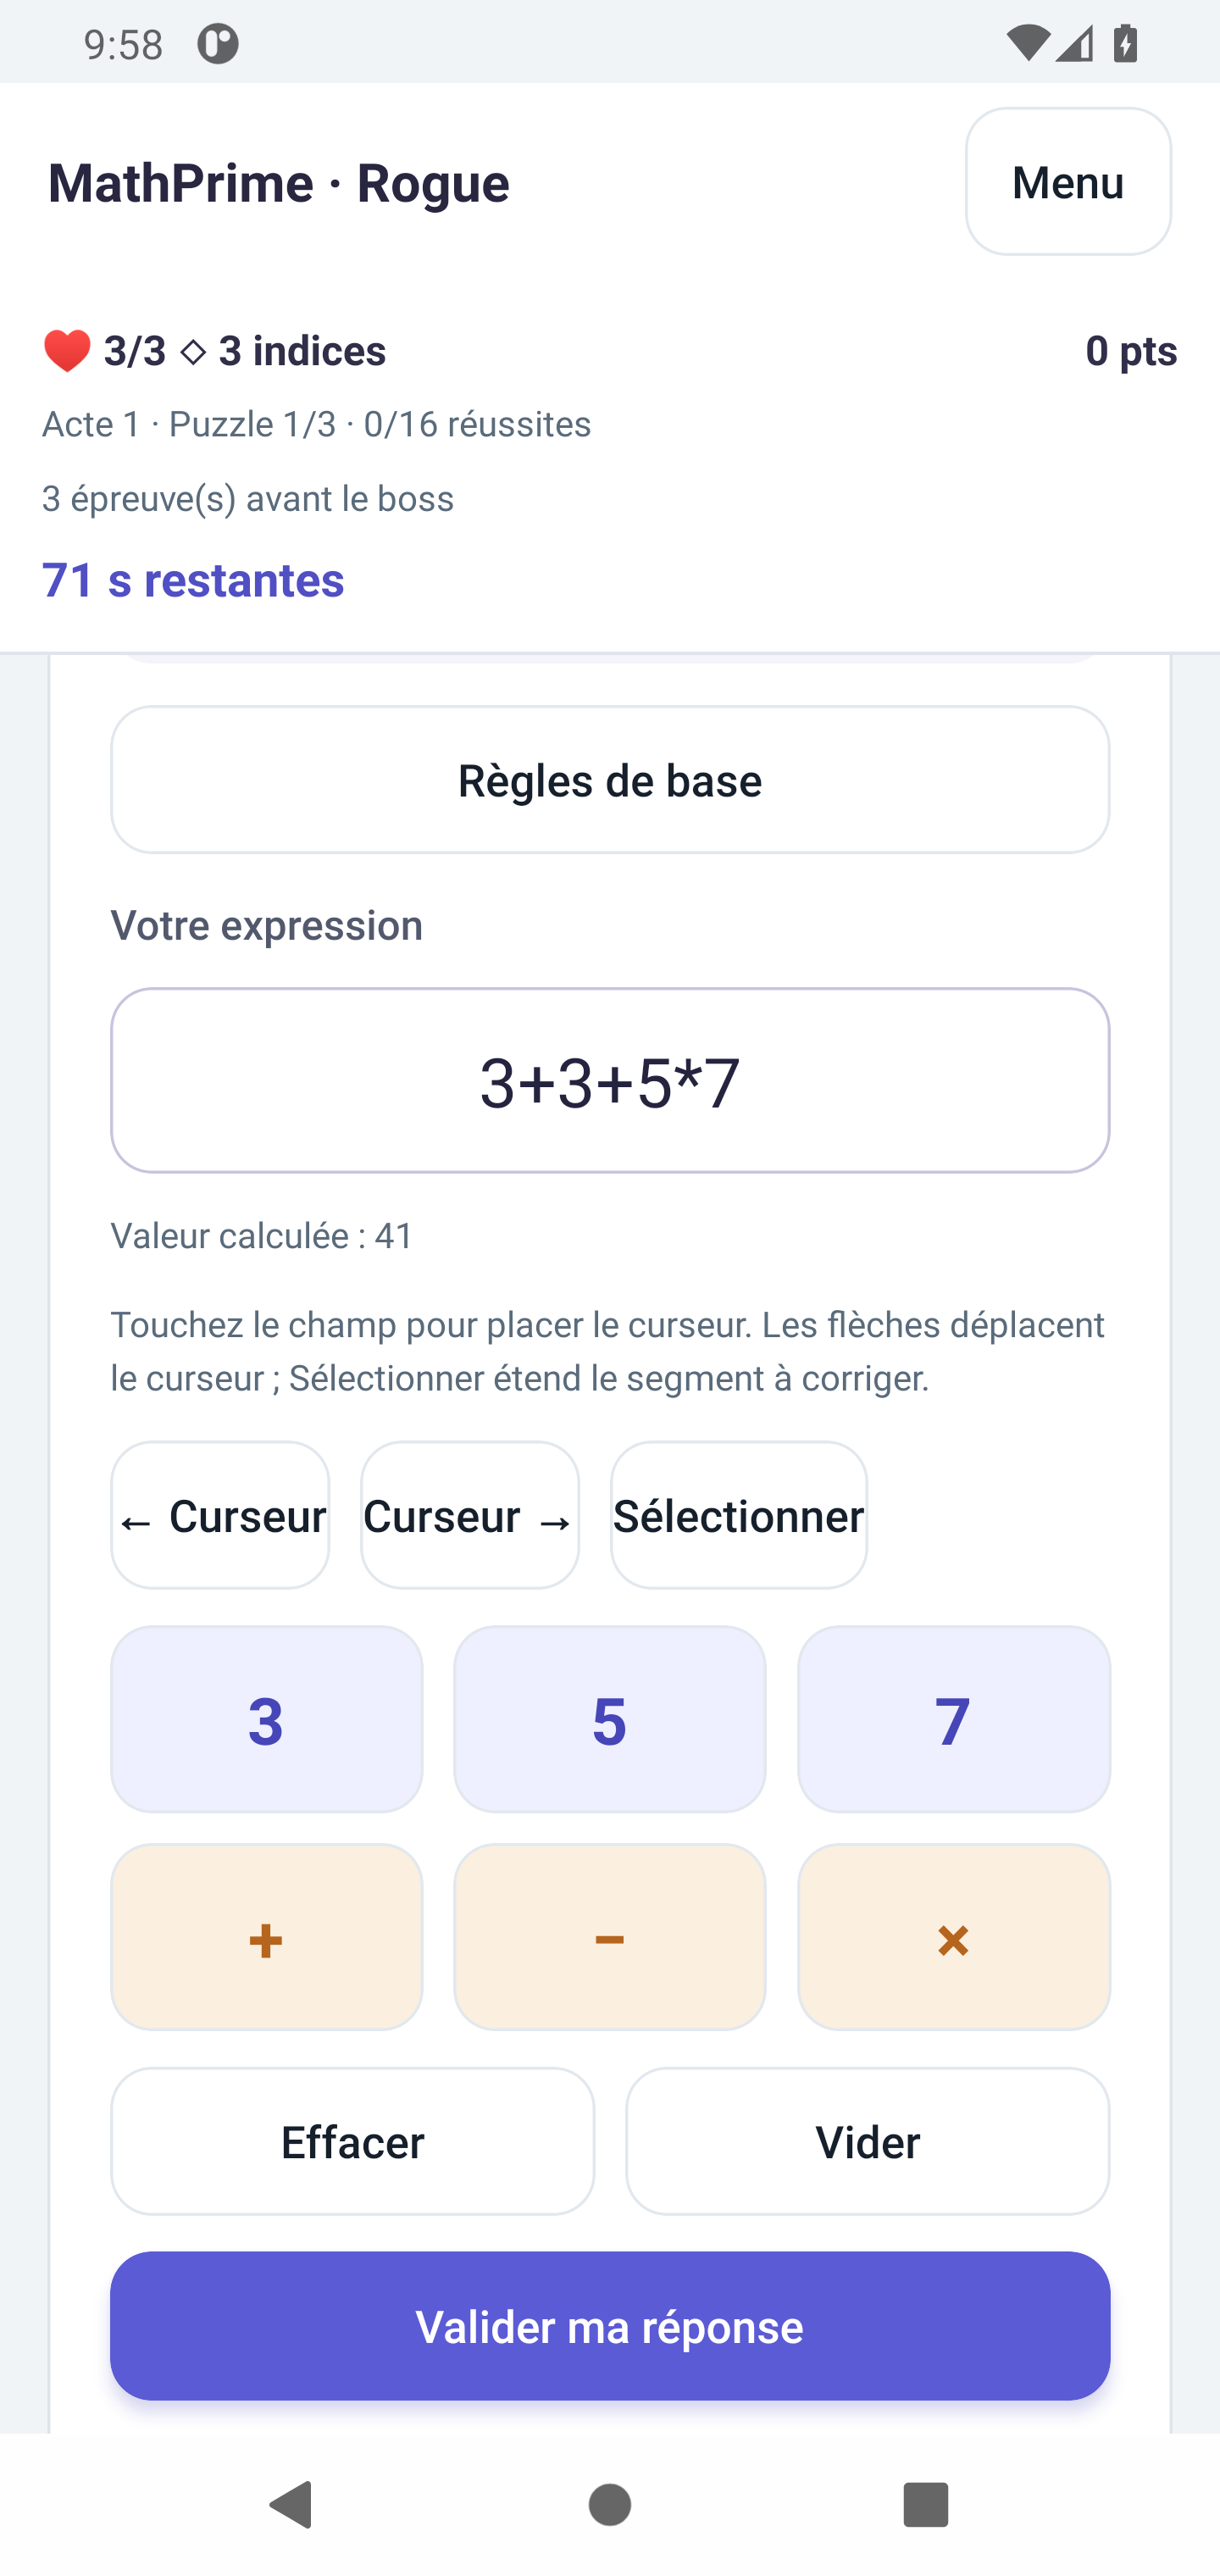 9:58
MathPrime · Rogue
Menu
❤️ 3/3 ◇ 3 indices
0 pts
Acte 1 · Puzzle 1/3 · 0/16 réussites
3 épreuve(s) avant le boss
71 s restantes
Règles de base
Votre expression
3+3+5*7
Valeur calculée : 41
Touchez le champ pour placer le curseur. Les flèches déplacent
le curseur ; Sélectionner étend le segment à corriger.
← Curseur
Curseur →
Sélectionner
3
5
7
+
−
×
Effacer
Vider
Valider ma réponse